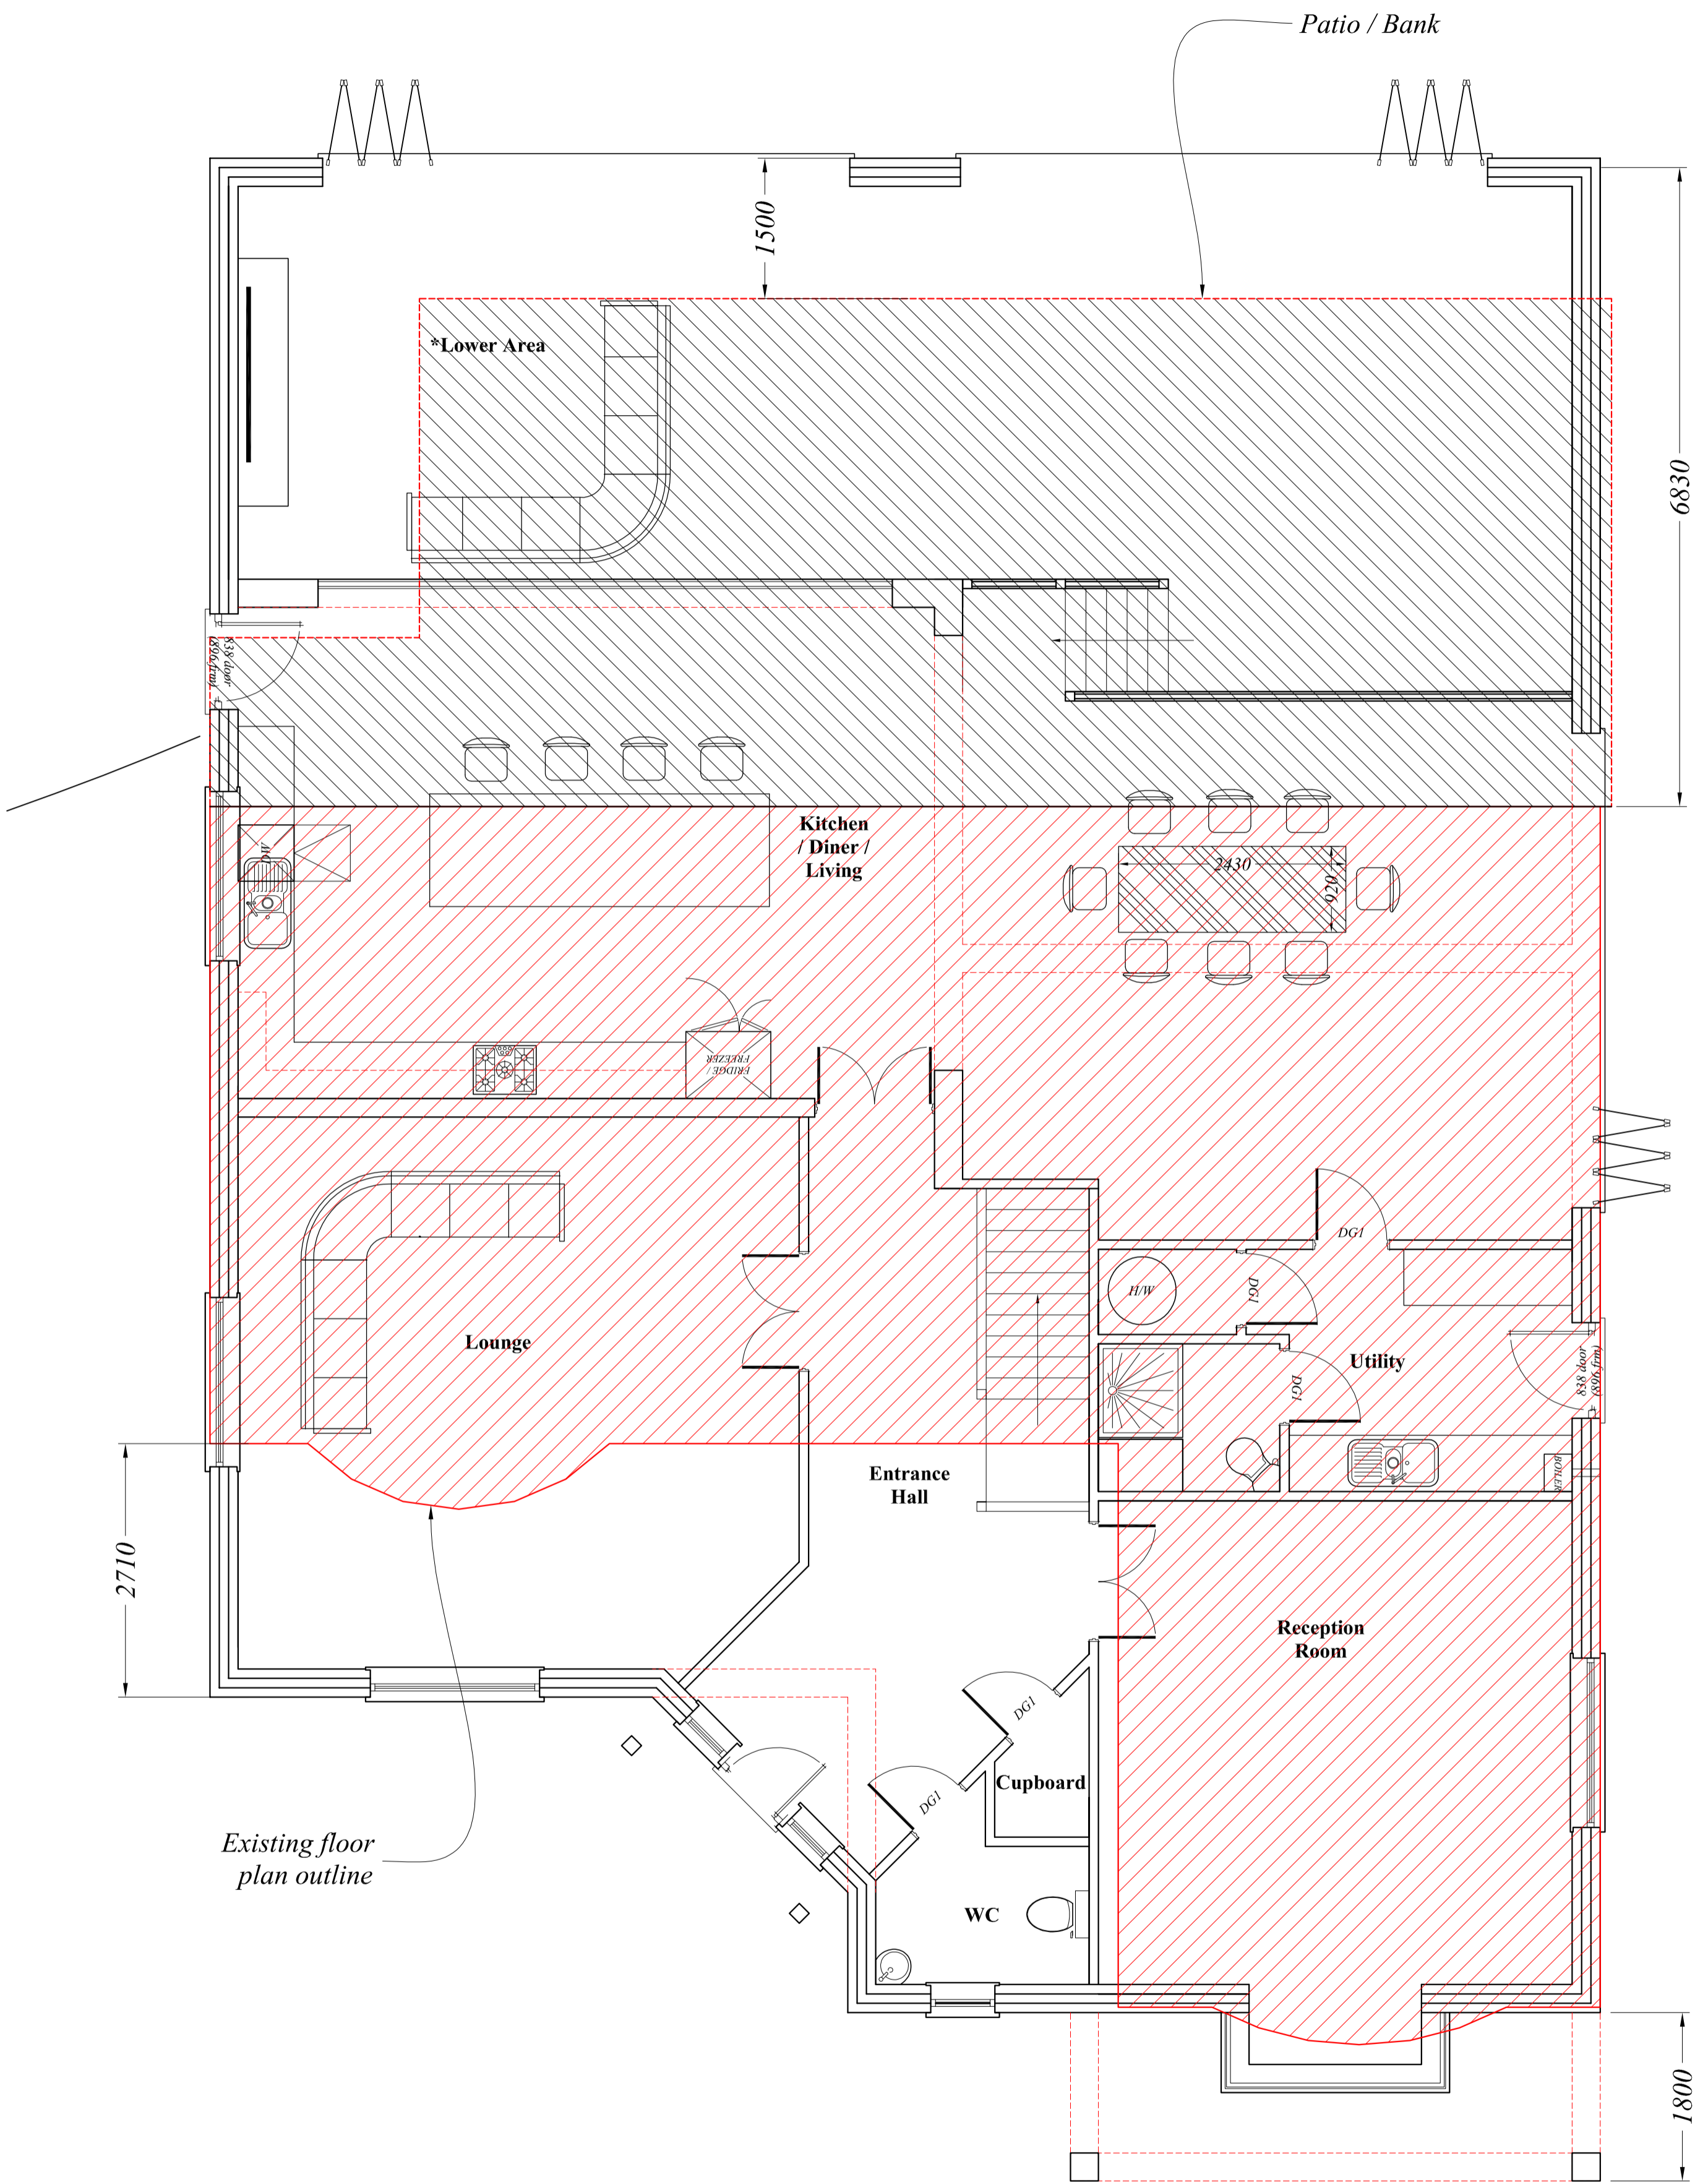 Patio / Bank
1500
*Lower Area
6830
838 door
(896 frm)
Kitchen
/ Diner /
Living
DW
2430
920
FRIDGE /
FREEZER
DG1
H/W
DG1
Lounge
Utility
838 door
(896 frm)
DG1
Entrance
Hall
BOILER
2710
Reception
Room
DG1
Cupboard
DG1
Existing floor
plan outline
WC
1800